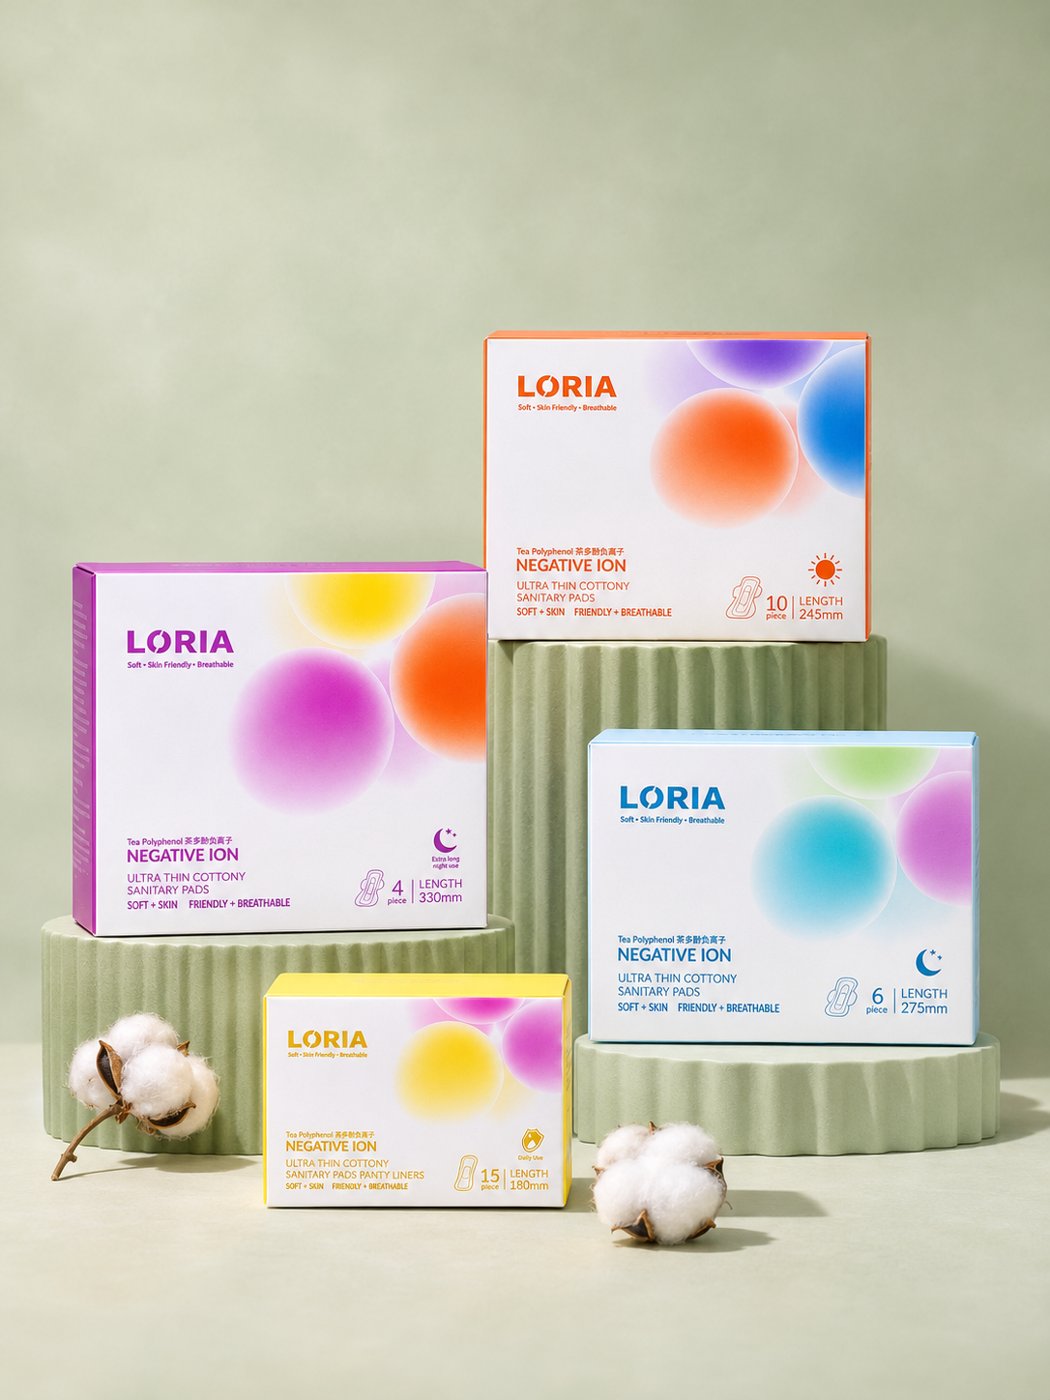 LORIA
Soft • Skin Friendly • Breathable
Tea Polyphenol 茶多酚负离子
NEGATIVE ION
ULTRA THIN COTTONY
SANITARY PADS
SOFT + SKIN FRIENDLY + BREATHABLE
10
piece
LENGTH
245mm
LORIA
Soft • Skin Friendly • Breathable
Tea Polyphenol 茶多酚负离子
NEGATIVE ION
ULTRA THIN COTTONY
SANITARY PADS
SOFT + SKIN FRIENDLY + BREATHABLE
Extra long
night use
4
piece
LENGTH
330mm
LORIA
Soft • Skin Friendly • Breathable
Tea Polyphenol 茶多酚负离子
NEGATIVE ION
ULTRA THIN COTTONY
SANITARY PADS
SOFT + SKIN FRIENDLY + BREATHABLE
6
piece
LENGTH
275mm
LORIA
Soft • Skin Friendly • Breathable
Tea Polyphenol 茶多酚负离子
NEGATIVE ION
ULTRA THIN COTTONY
SANITARY PADS PANTY LINERS
SOFT + SKIN FRIENDLY + BREATHABLE
Daily Use
15
piece
LENGTH
180mm